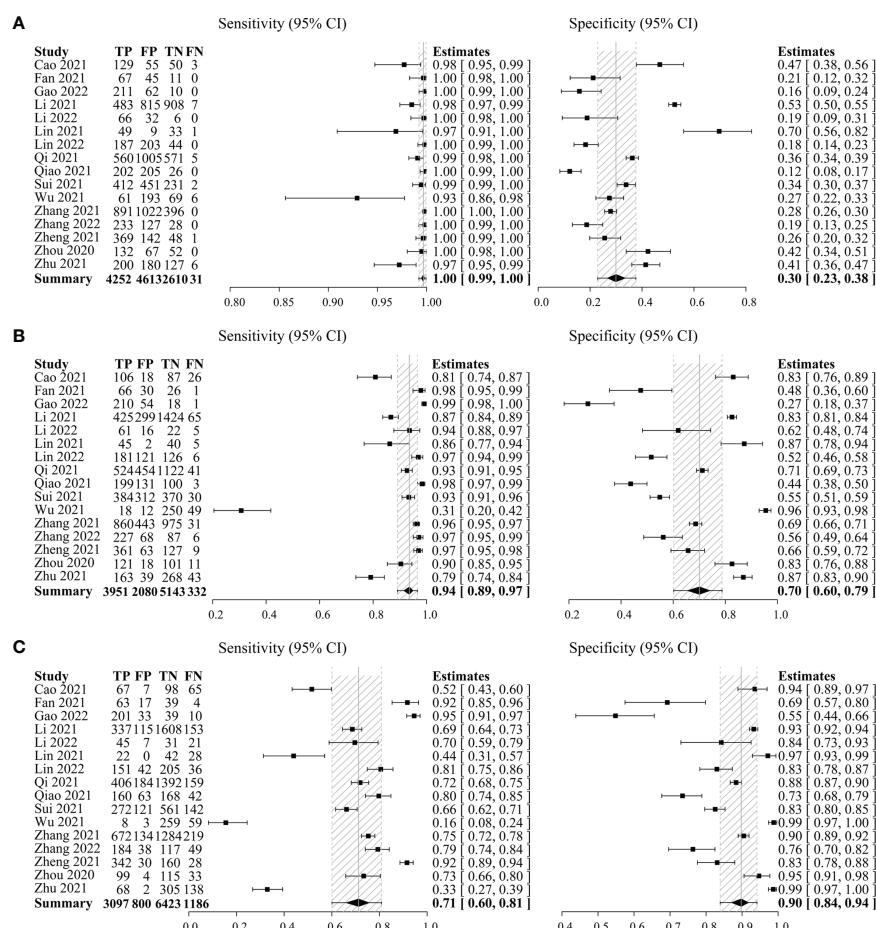 A
Sensitivity (95% CI) Specificity (95% CI)
Study TP FP TN FN Estimates Estimates
Cao 2021 129 55 50 3 0.98 [ 0.95, 0.99 ] 0.47 [ 0.38, 0.56 ]
Fan 2021 67 45 11 0 1.00 [ 0.98, 1.00 ] 0.21 [ 0.12, 0.32 ]
Gao 2022 211 62 10 0 1.00 [ 0.99, 1.00 ] 0.16 [ 0.09, 0.24 ]
Li 2021 483 815 908 7 0.98 [ 0.97, 0.99 ] 0.53 [ 0.50, 0.55 ]
Li 2022 66 32 6 0 1.00 [ 0.98, 1.00 ] 0.19 [ 0.09, 0.31 ]
Lin 2021 49 9 33 1 0.97 [ 0.91, 1.00 ] 0.70 [ 0.56, 0.82 ]
Lin 2022 187 203 44 0 1.00 [ 0.99, 1.00 ] 0.18 [ 0.14, 0.23 ]
Qi 2021 560 1005 571 5 0.99 [ 0.98, 1.00 ] 0.36 [ 0.34, 0.39 ]
Qiao 2021 202 205 26 0 1.00 [ 0.99, 1.00 ] 0.12 [ 0.08, 0.17 ]
Sui 2021 412 451 231 2 0.99 [ 0.99, 1.00 ] 0.34 [ 0.30, 0.37 ]
Wu 2021 61 193 69 6 0.93 [ 0.86, 0.98 ] 0.27 [ 0.22, 0.33 ]
Zhang 2021 891 1022 396 0 1.00 [ 1.00, 1.00 ] 0.28 [ 0.26, 0.30 ]
Zhang 2022 233 127 28 0 1.00 [ 0.99, 1.00 ] 0.19 [ 0.13, 0.25 ]
Zheng 2021 369 142 48 1 1.00 [ 0.99, 1.00 ] 0.26 [ 0.20, 0.32 ]
Zhou 2020 132 67 52 0 1.00 [ 0.98, 1.00 ] 0.42 [ 0.34, 0.51 ]
Zhu 2021 200 180 127 6 0.97 [ 0.95, 0.99 ] 0.41 [ 0.36, 0.47 ]
Summary 4252 4613 2610 31 1.00 [ 0.99, 1.00 ] 0.30 [ 0.23, 0.38 ]
0.80 0.85 0.90 0.95 1.00 0.0 0.2 0.4 0.6 0.8
B
Sensitivity (95% CI) Specificity (95% CI)
Study TP FP TN FN Estimates Estimates
Cao 2021 106 18 87 26 0.81 [ 0.74, 0.87 ] 0.83 [ 0.76, 0.89 ]
Fan 2021 66 30 26 1 0.98 [ 0.95, 0.99 ] 0.48 [ 0.36, 0.60 ]
Gao 2022 210 54 18 1 0.99 [ 0.98, 1.00 ] 0.27 [ 0.18, 0.37 ]
Li 2021 425 299 1424 65 0.87 [ 0.84, 0.89 ] 0.83 [ 0.81, 0.84 ]
Li 2022 61 16 22 5 0.94 [ 0.88, 0.97 ] 0.62 [ 0.48, 0.74 ]
Lin 2021 45 2 40 5 0.86 [ 0.77, 0.94 ] 0.87 [ 0.78, 0.94 ]
Lin 2022 181 121 126 6 0.97 [ 0.94, 0.99 ] 0.52 [ 0.46, 0.58 ]
Qi 2021 524 454 1122 41 0.93 [ 0.91, 0.95 ] 0.71 [ 0.69, 0.73 ]
Qiao 2021 199 131 100 3 0.98 [ 0.97, 0.99 ] 0.44 [ 0.38, 0.50 ]
Sui 2021 384 312 370 30 0.93 [ 0.91, 0.96 ] 0.55 [ 0.51, 0.59 ]
Wu 2021 18 12 250 49 0.31 [ 0.20, 0.42 ] 0.96 [ 0.93, 0.98 ]
Zhang 2021 860 443 975 31 0.96 [ 0.95, 0.97 ] 0.69 [ 0.66, 0.71 ]
Zhang 2022 227 68 87 6 0.97 [ 0.95, 0.99 ] 0.56 [ 0.49, 0.64 ]
Zheng 2021 361 63 127 9 0.97 [ 0.95, 0.98 ] 0.66 [ 0.59, 0.72 ]
Zhou 2020 121 18 101 11 0.90 [ 0.85, 0.95 ] 0.83 [ 0.76, 0.88 ]
Zhu 2021 163 39 268 43 0.79 [ 0.74, 0.84 ] 0.87 [ 0.83, 0.90 ]
Summary 3951 2080 5143 332 0.94 [ 0.89, 0.97 ] 0.70 [ 0.60, 0.79 ]
0.2 0.4 0.6 0.8 1.0 0.2 0.4 0.6 0.8 1.0
C
Sensitivity (95% CI) Specificity (95% CI)
Study TP FP TN FN Estimates Estimates
Cao 2021 67 7 98 65 0.52 [ 0.43, 0.60 ] 0.94 [ 0.89, 0.97 ]
Fan 2021 63 17 39 4 0.92 [ 0.85, 0.96 ] 0.69 [ 0.57, 0.80 ]
Gao 2022 201 33 39 10 0.95 [ 0.91, 0.97 ] 0.55 [ 0.44, 0.66 ]
Li 2021 337 115 1608 153 0.69 [ 0.64, 0.73 ] 0.93 [ 0.92, 0.94 ]
Li 2022 45 7 31 21 0.70 [ 0.59, 0.79 ] 0.84 [ 0.73, 0.93 ]
Lin 2021 22 0 42 28 0.44 [ 0.31, 0.57 ] 0.97 [ 0.93, 0.99 ]
Lin 2022 151 42 205 36 0.81 [ 0.75, 0.86 ] 0.83 [ 0.78, 0.87 ]
Qi 2021 406 184 1392 159 0.72 [ 0.68, 0.75 ] 0.88 [ 0.87, 0.90 ]
Qiao 2021 160 63 168 42 0.80 [ 0.74, 0.85 ] 0.73 [ 0.68, 0.79 ]
Sui 2021 272 121 561 142 0.66 [ 0.62, 0.71 ] 0.83 [ 0.80, 0.85 ]
Wu 2021 8 3 259 59 0.16 [ 0.08, 0.24 ] 0.99 [ 0.97, 1.00 ]
Zhang 2021 672 134 1284 219 0.75 [ 0.72, 0.78 ] 0.90 [ 0.89, 0.92 ]
Zhang 2022 184 38 117 49 0.79 [ 0.74, 0.84 ] 0.76 [ 0.70, 0.82 ]
Zheng 2021 342 30 160 28 0.92 [ 0.89, 0.94 ] 0.83 [ 0.78, 0.88 ]
Zhou 2020 99 4 115 33 0.73 [ 0.66, 0.80 ] 0.95 [ 0.91, 0.98 ]
Zhu 2021 68 2 305 138 0.33 [ 0.27, 0.39 ] 0.99 [ 0.97, 1.00 ]
Summary 3097 800 6423 1186 0.71 [ 0.60, 0.81 ] 0.90 [ 0.84, 0.94 ]
0.0 0.2 0.4 0.6 0.8 1.0 0.4 0.5 0.6 0.7 0.8 0.9 1.0